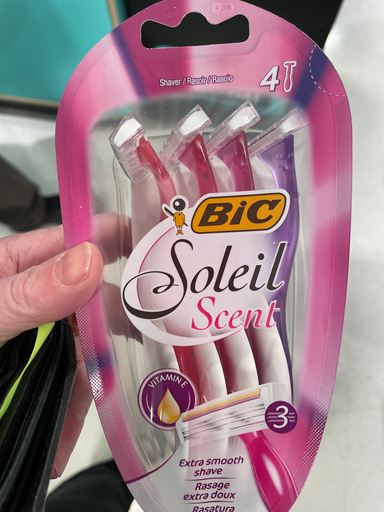 Shaver / Rasoir / Rasoio
4
BiC
Soleil
Scent
VITAMIN E
3
Extra smooth
shave
Rasage
extra doux
Rasatura